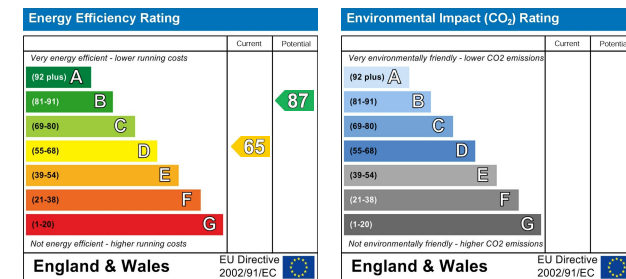 Energy Efficiency Rating
Current Potential
Very energy efficient - lower running costs
(92 plus) A
(81-91) B
87
(69-80) C
(55-68) D
65
(39-54) E
(21-38) F
(1-20) G
Not energy efficient - higher running costs
England & Wales
EU Directive
2002/91/EC
Environmental Impact (CO₂) Rating
Current Potential
Very environmentally friendly - lower CO2 emissions
(92 plus) A
(81-91) B
(69-80) C
(55-68) D
(39-54) E
(21-38) F
(1-20) G
Not environmentally friendly - higher CO2 emissions
England & Wales
EU Directive
2002/91/EC